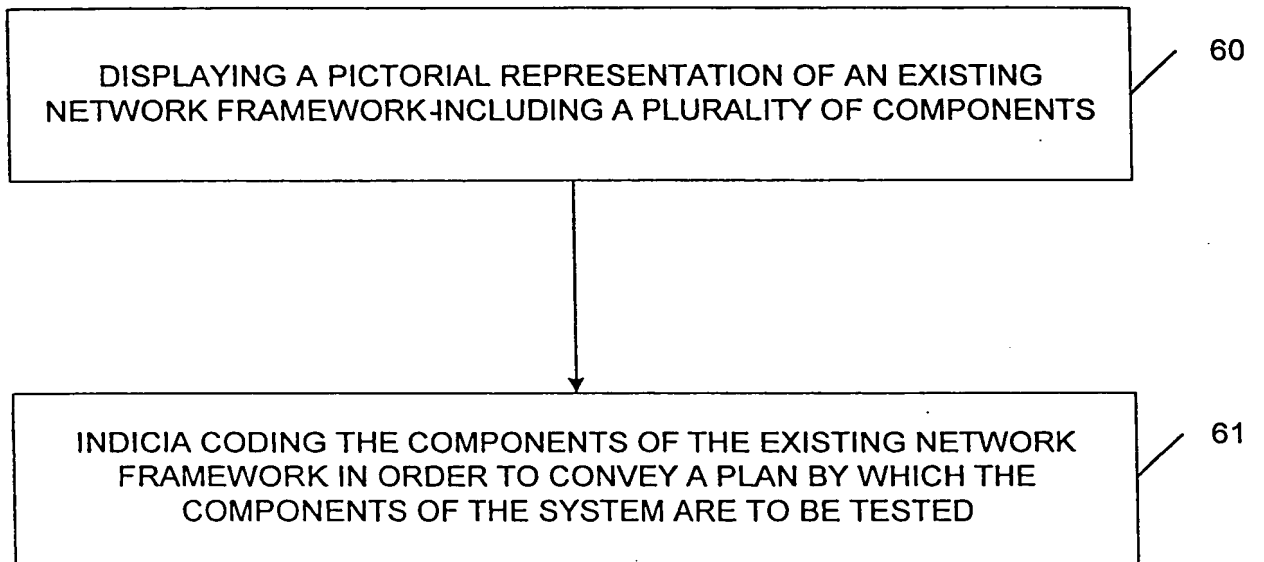 DISPLAYING A PICTORIAL REPRESENTATION OF AN EXISTING
NETWORK FRAMEWORK INCLUDING A PLURALITY OF COMPONENTS
60
INDICIA CODING THE COMPONENTS OF THE EXISTING NETWORK
FRAMEWORK IN ORDER TO CONVEY A PLAN BY WHICH THE
COMPONENTS OF THE SYSTEM ARE TO BE TESTED
61